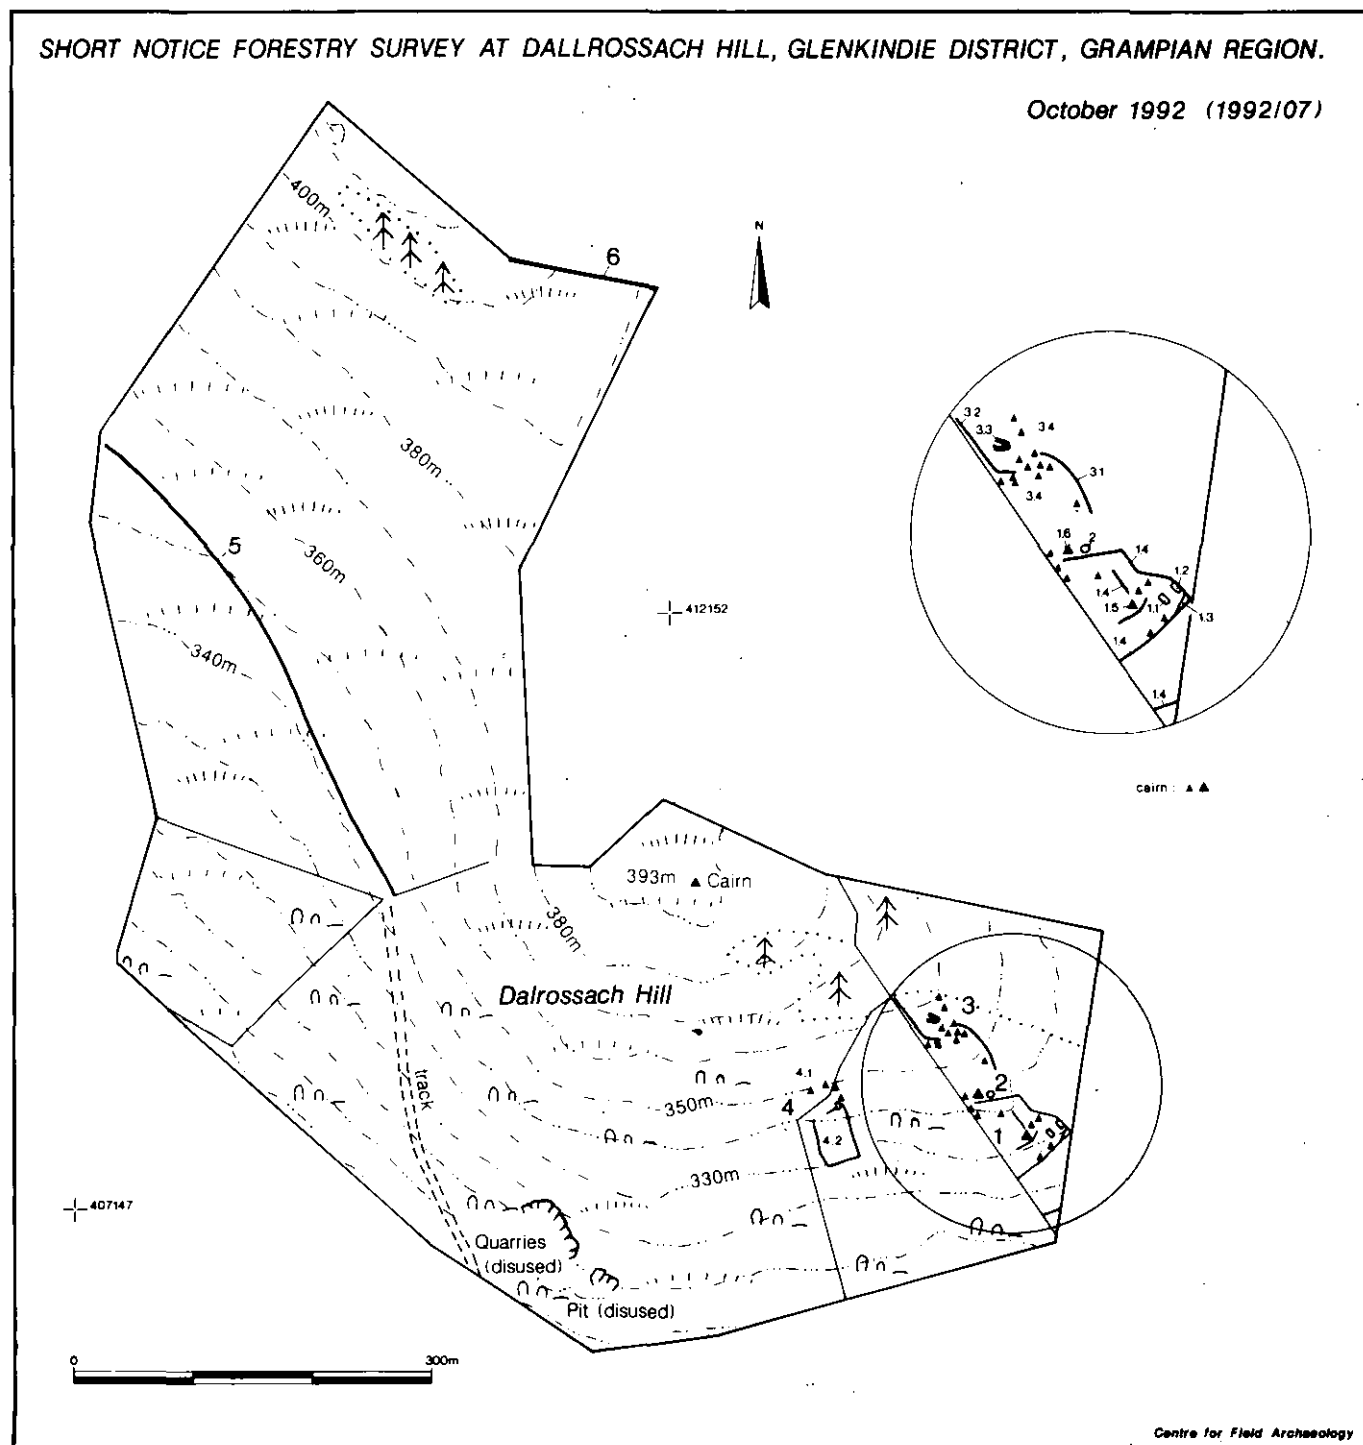 SHORT NOTICE FORESTRY SURVEY AT DALLROSSACH HILL, GLENKINDIE DISTRICT, GRAMPIAN REGION.
October 1992 (1992/07)
400m
6
N
380m
3.2
3.3
3.4
3.1
3.4
5
360m
1.6
2
1.4
1.2
1.4
1.5
1.1
1.3
1.4
412152
340m
1.4
cairn :
393m
Cairn
380m
Dalrossach Hill
3
track
4.1
350m
4
2
1
4.2
330m
407147
Quarries
(disused)
Pit (disused)
0
300m
Centre for Field Archaeology